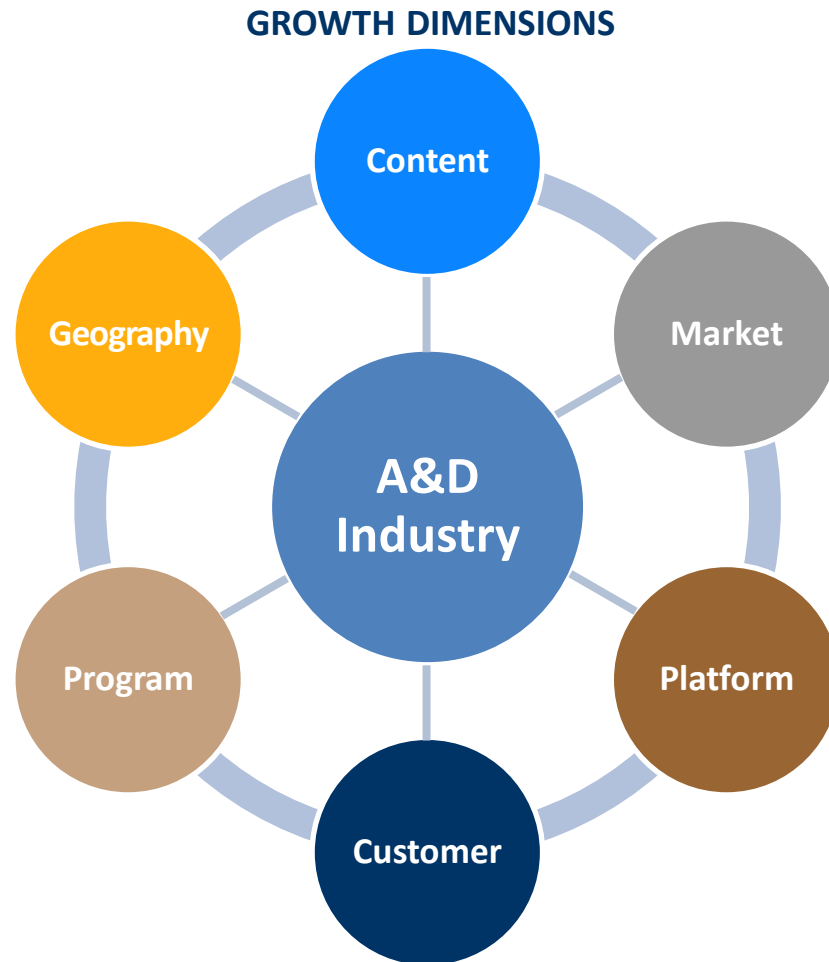 GROWTH DIMENSIONS
Content
Market
Platform
Customer
Program
Geography
A&D
Industry